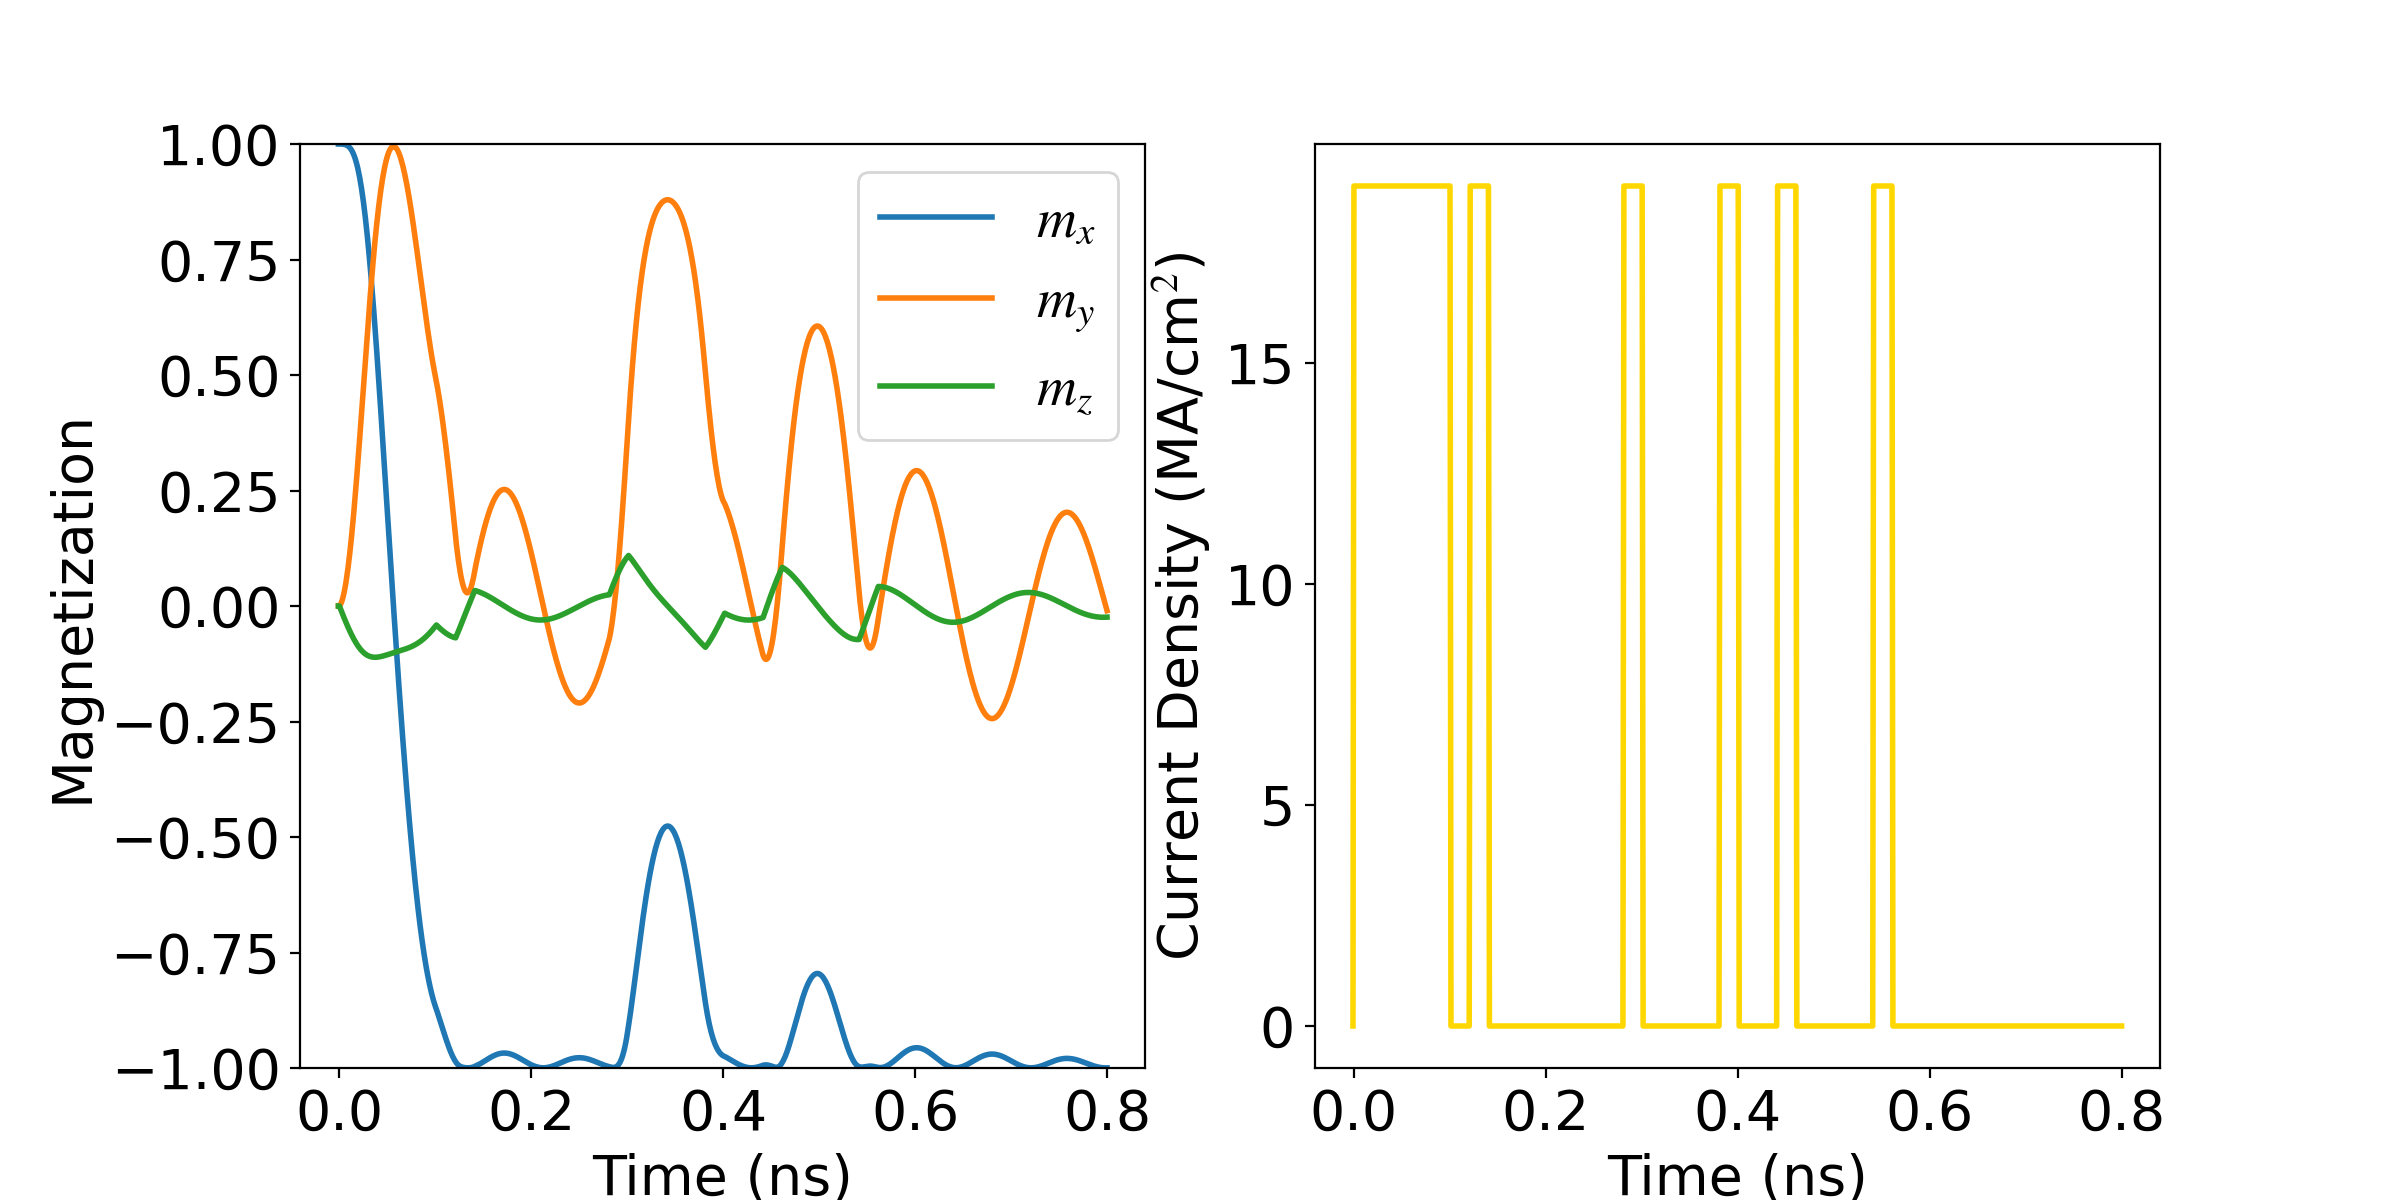 1.00
0.75
0.50
0.25
0.00
−0.25
−0.50
−0.75
−1.00
Magnetization
0.0 0.2 0.4 0.6 0.8
Time (ns)
m_x
m_y
m_z
15
10
5
0
Current Density (MA/cm²)
0.0 0.2 0.4 0.6 0.8
Time (ns)